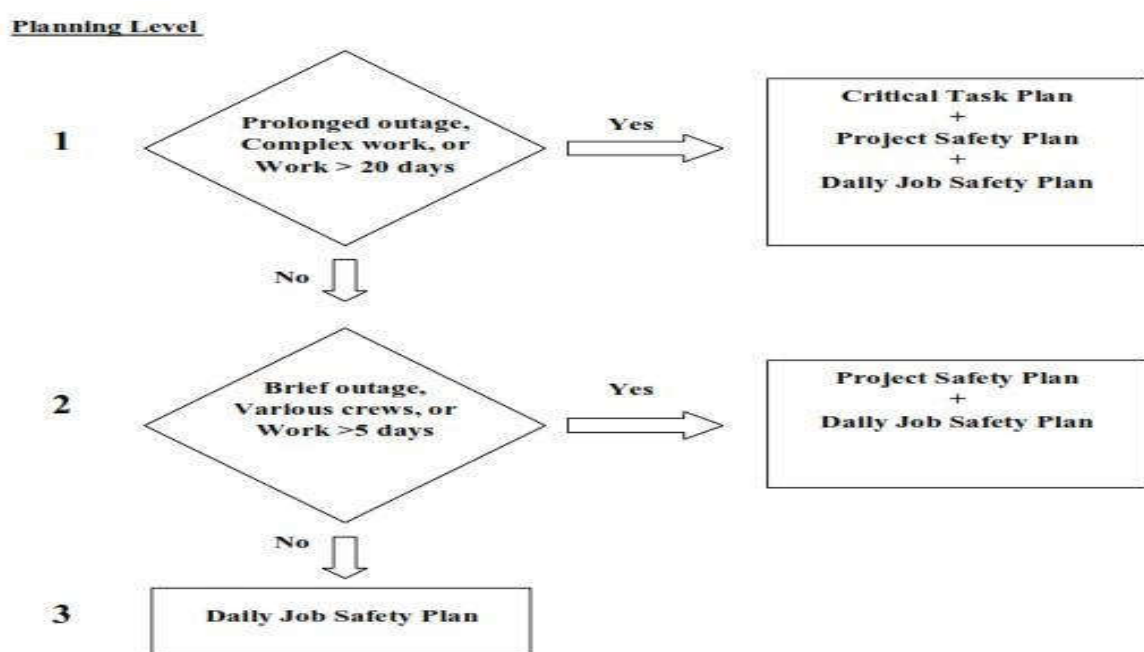 Planning Level
1
Prolonged outage,
Complex work, or
Work > 20 days
Yes
Critical Task Plan
+
Project Safety Plan
+
Daily Job Safety Plan
No
2
Brief outage,
Various crews, or
Work >5 days
Yes
Project Safety Plan
+
Daily Job Safety Plan
No
3
Daily Job Safety Plan